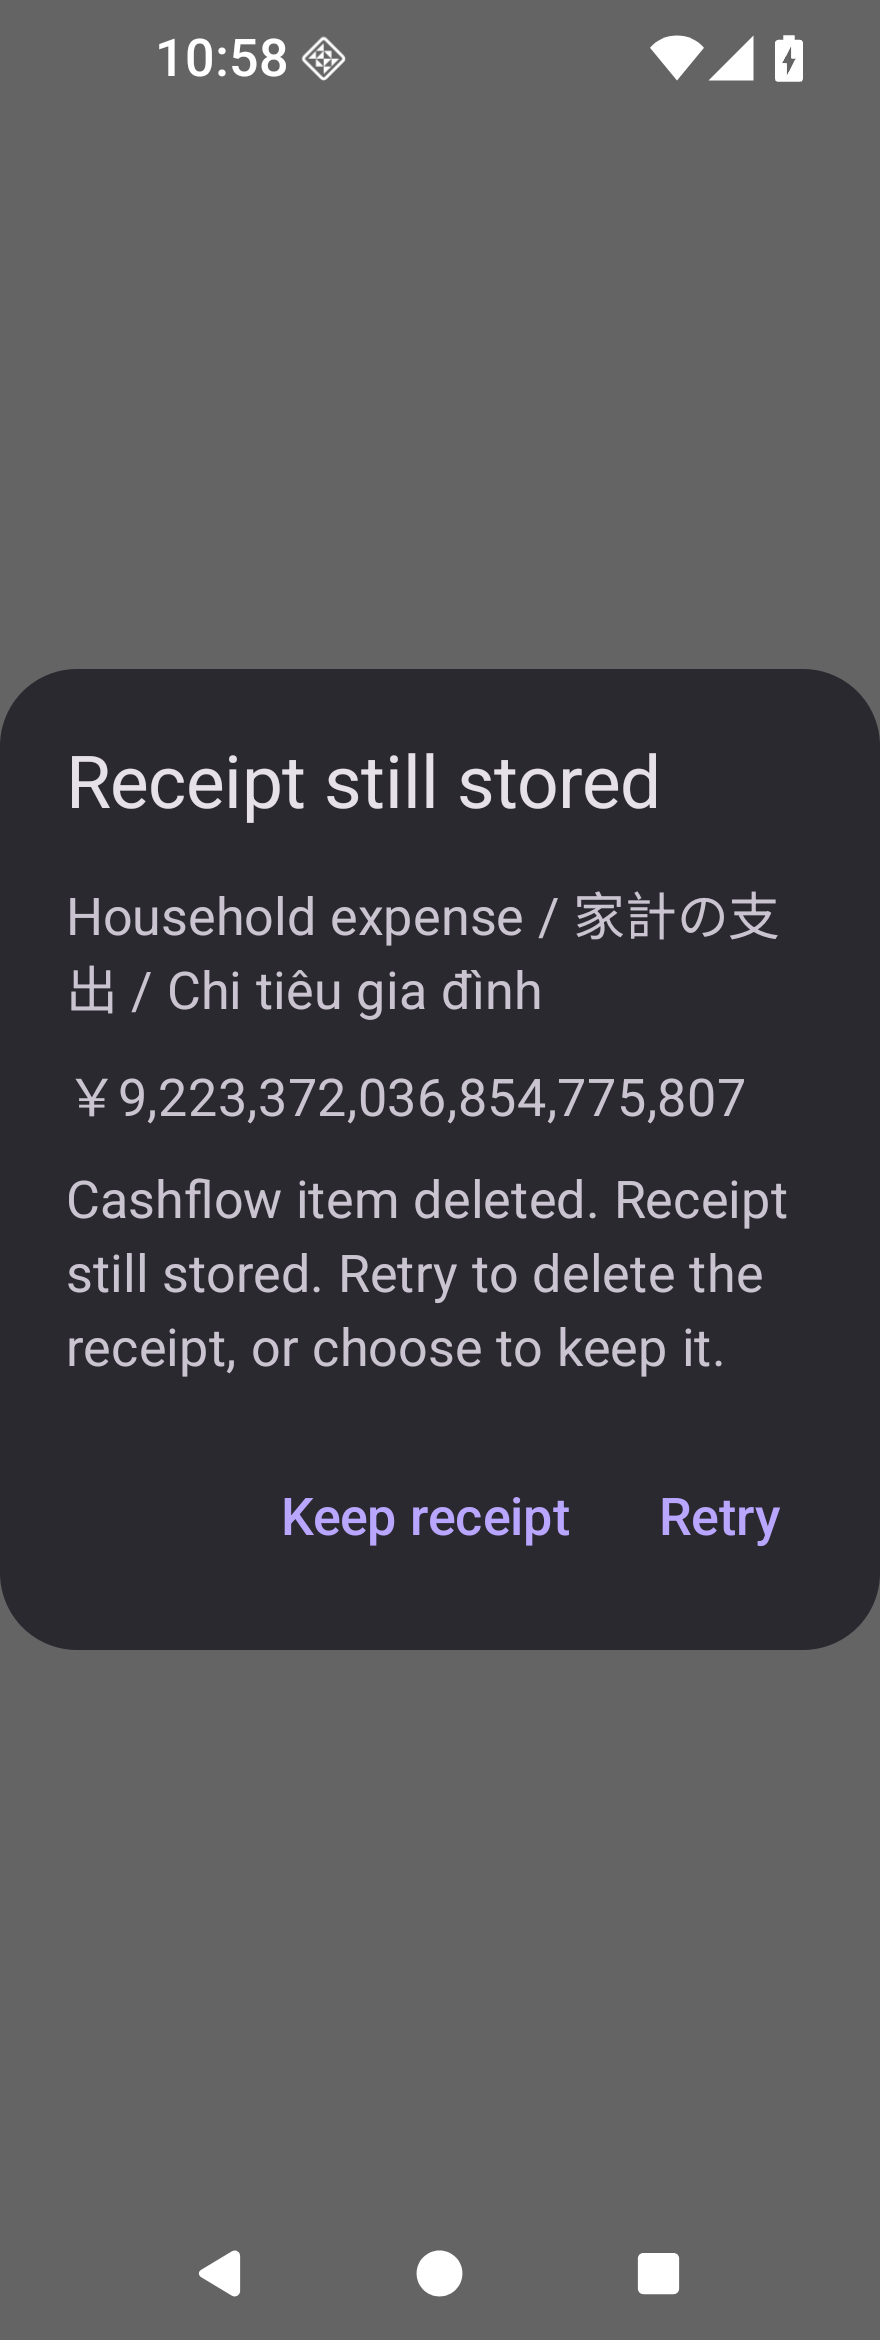 10:58
Receipt still stored
Household expense / 家計の支
出 / Chi tiêu gia đình
￥9,223,372,036,854,775,807
Cashflow item deleted. Receipt
still stored. Retry to delete the
receipt, or choose to keep it.
Keep receipt Retry